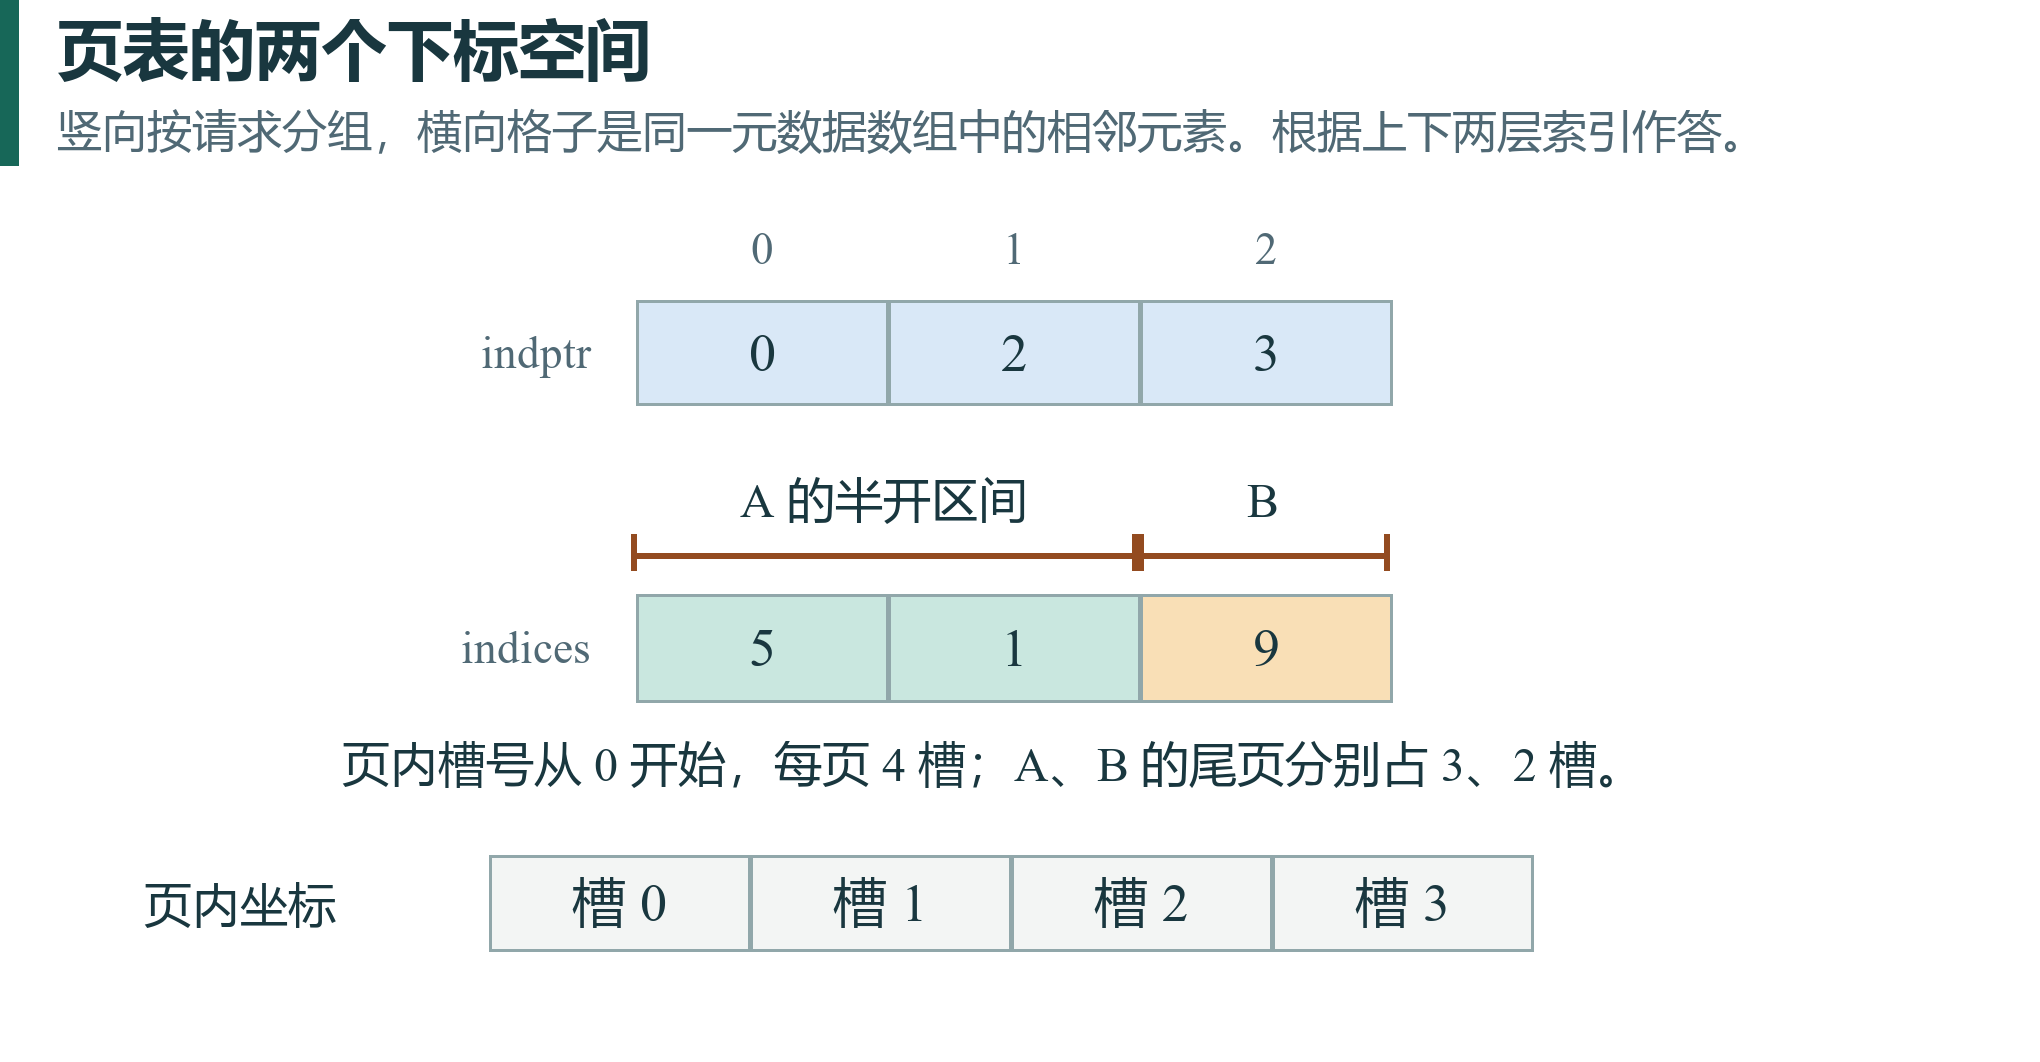 页表的两个下标空间
竖向按请求分组，横向格子是同一元数据数组中的相邻元素。根据上下两层索引作答。
0 1 2
indptr 0 2 3
A 的半开区间 B
indices 5 1 9
页内槽号从 0 开始，每页 4 槽；A、B 的尾页分别占 3、2 槽。
页内坐标 槽 0 槽 1 槽 2 槽 3